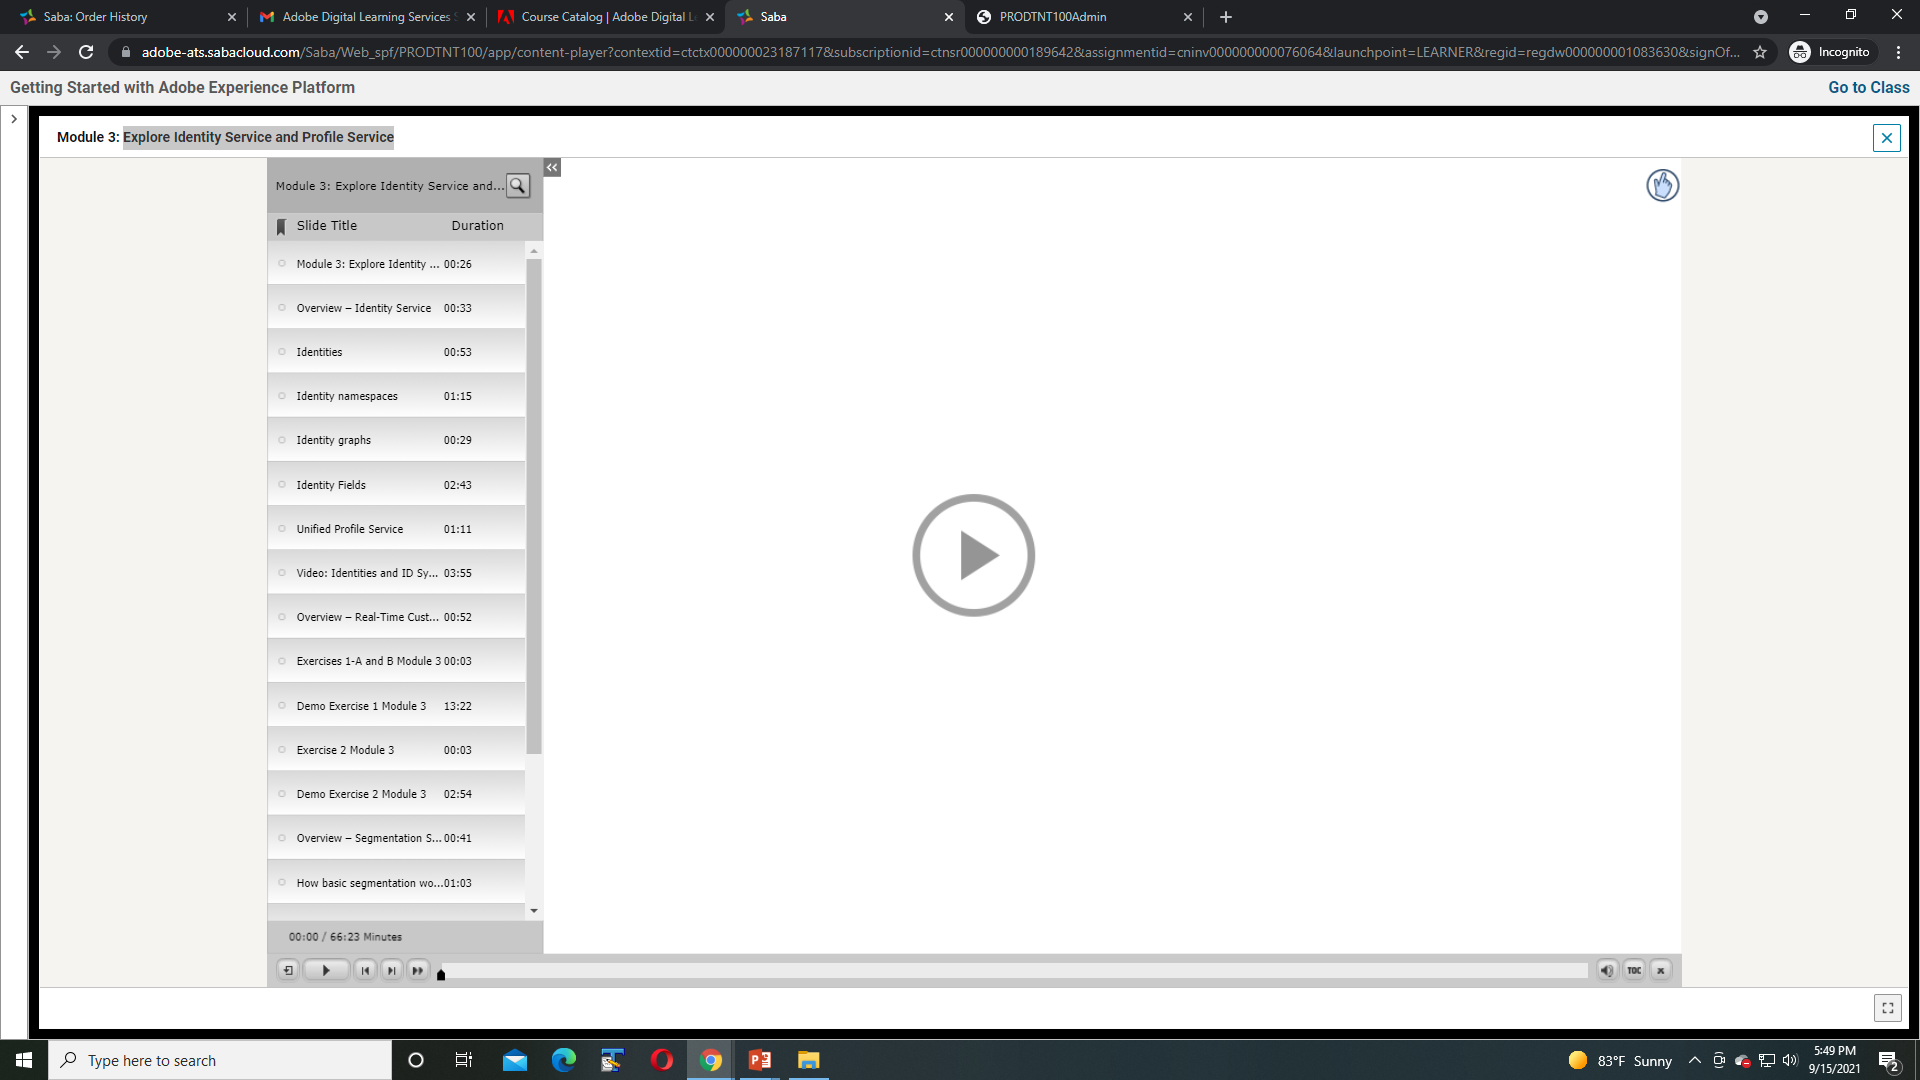 Saba: Order History
Adobe Digital Learning Services S
Course Catalog | Adobe Digital L
Saba
PRODTNT100Admin
adobe-ats.sabacloud.com/Saba/Web_spf/PRODTNT100/app/content-player?contextid=ctctx000000023187117&subscriptionid=ctnsr000000000189642&assignmentid=cninv000000000076064&launchpoint=LEARNER&regid=regdw000000001083630&signOf...
Incognito
Getting Started with Adobe Experience Platform
Go to Class
Module 3: Explore Identity Service and Profile Service
Module 3: Explore Identity Service and...
Slide Title Duration
Module 3: Explore Identity ... 00:26
Overview – Identity Service 00:33
Identities 00:53
Identity namespaces 01:15
Identity graphs 00:29
Identity Fields 02:43
Unified Profile Service 01:11
Video: Identities and ID Sy... 03:55
Overview – Real-Time Cust... 00:52
Exercises 1-A and B Module 3 00:03
Demo Exercise 1 Module 3 13:22
Exercise 2 Module 3 00:03
Demo Exercise 2 Module 3 02:54
Overview – Segmentation S... 00:41
How basic segmentation wo... 01:03
00:00 / 66:23 Minutes
TOC
Type here to search
83°F Sunny
5:49 PM
9/15/2021
2